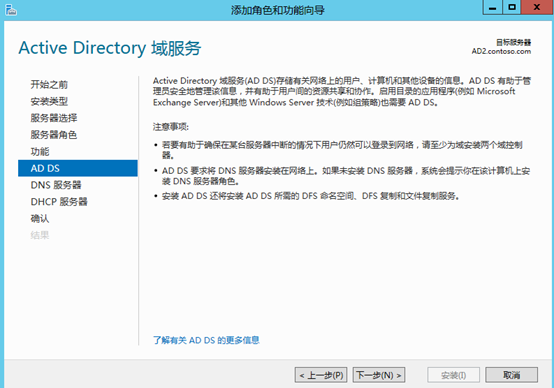 添加角色和功能向导
Active Directory 域服务
目标服务器
AD2.contoso.com
开始之前
安装类型
服务器选择
服务器角色
功能
AD DS
DNS 服务器
DHCP 服务器
确认
结果
Active Directory 域服务(AD DS)存储有关网络上的用户、计算机和其他设备的信息。AD DS 有助于管
理员安全地管理该信息，并有助于用户间的资源共享和协作。启用目录的应用程序(例如 Microsoft
Exchange Server)和其他 Windows Server 技术(例如组策略)也需要 AD DS。
注意事项:
• 若要有助于确保在某台服务器中断的情况下用户仍然可以登录到网络，请至少为域安装两个域控制
器。
• AD DS 要求将 DNS 服务器安装在网络上。如果未安装 DNS 服务器，系统会提示你在该计算机上安
装 DNS 服务器角色。
• 安装 AD DS 还将安装 AD DS 所需的 DFS 命名空间、DFS 复制和文件复制服务。
了解有关 AD DS 的更多信息
< 上一步(P)
下一步(N) >
安装(I)
取消